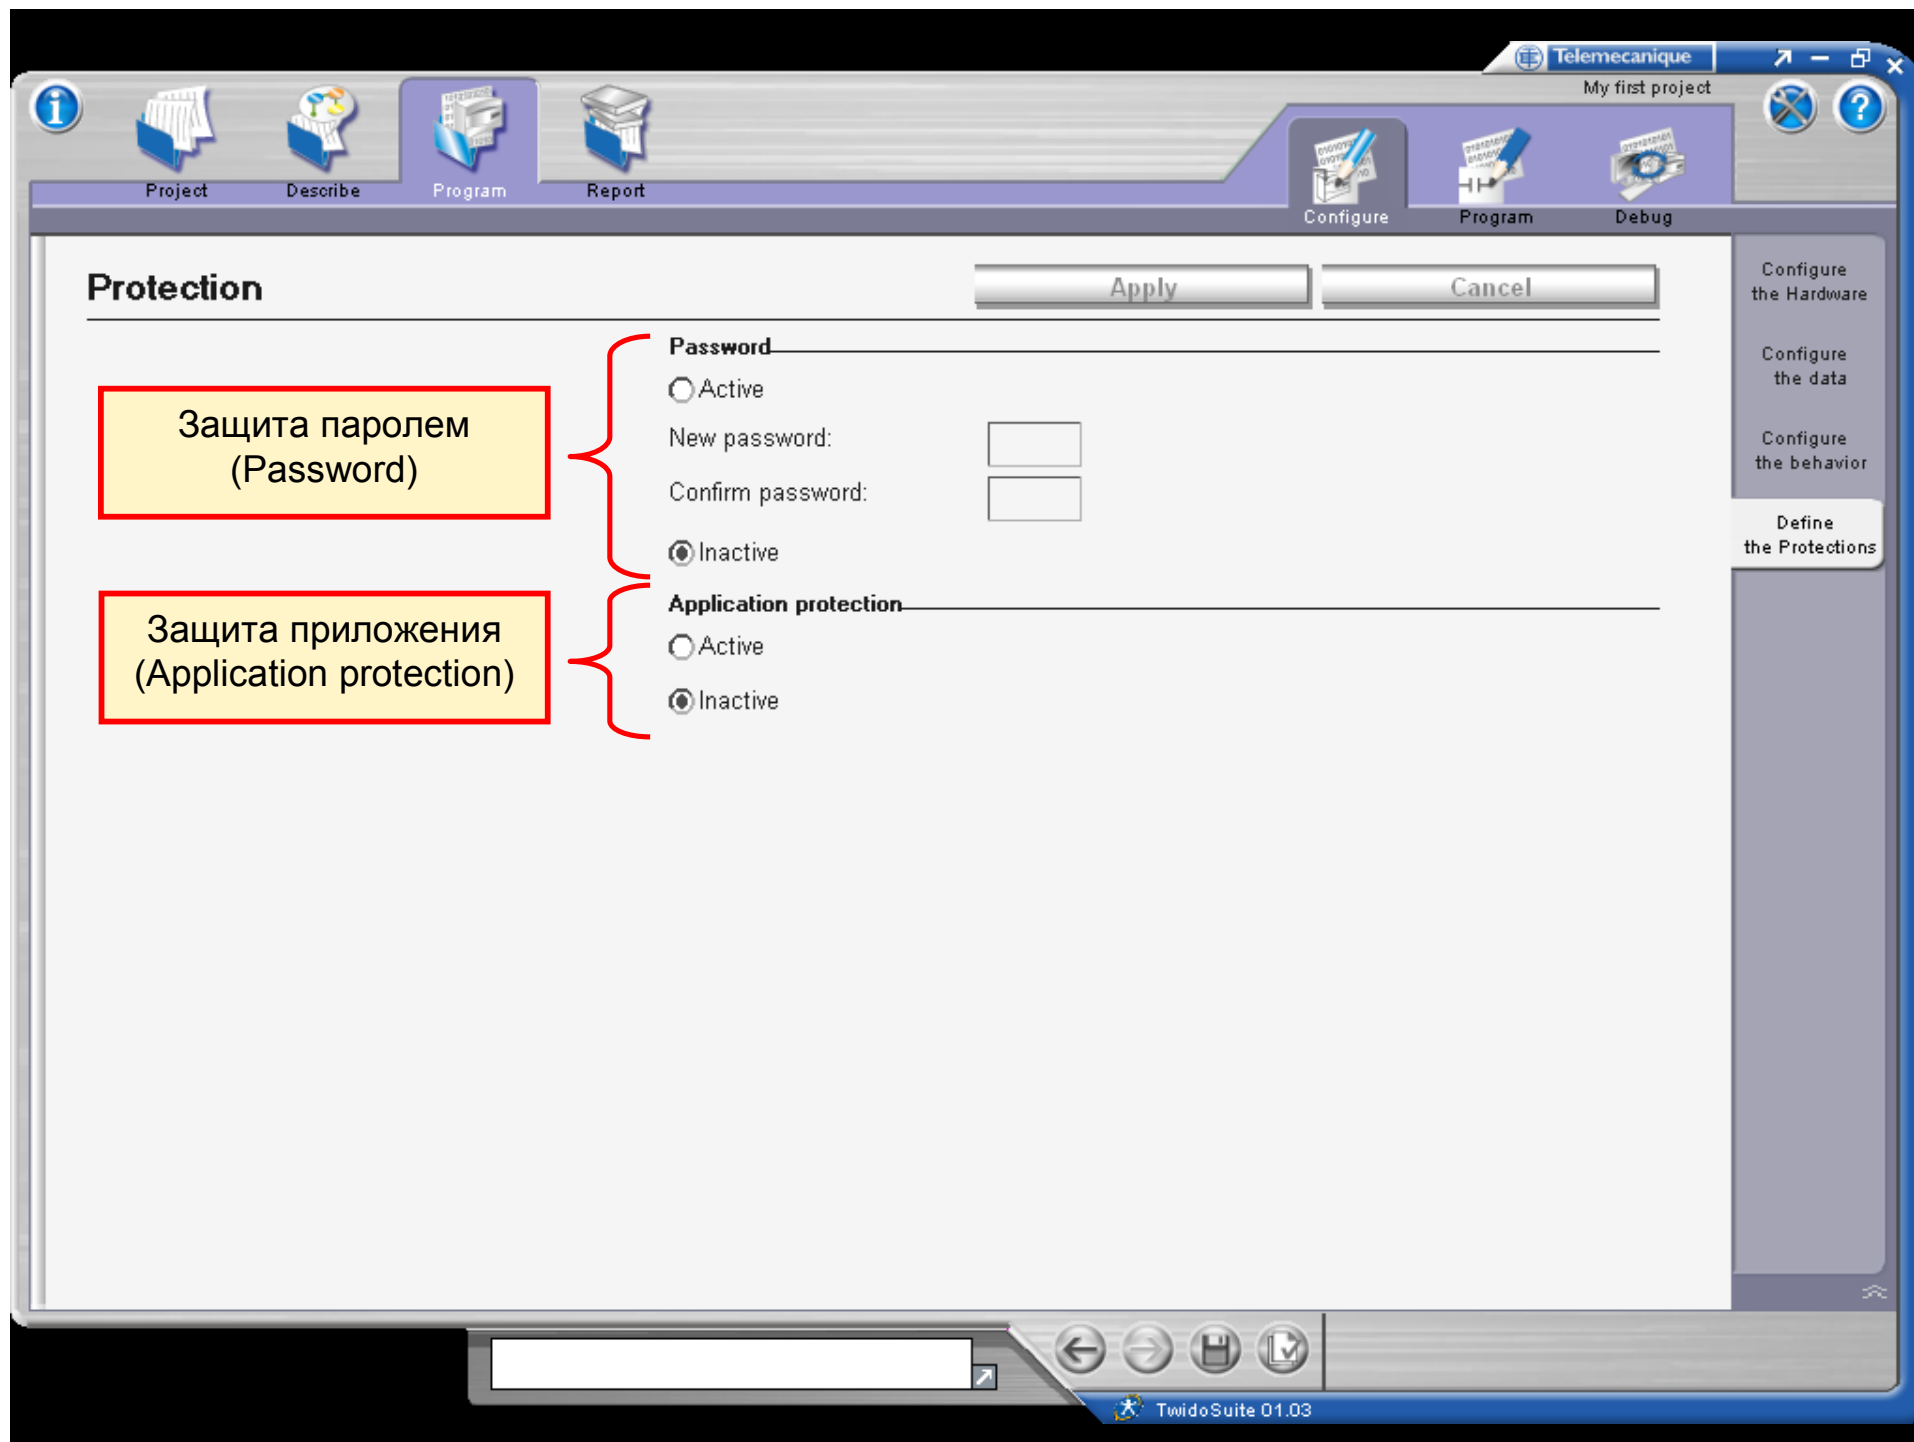 Telemecanique
My first project
Project
Describe
Program
Report
Configure
Program
Debug
Protection
Apply
Cancel
Configure
the Hardware
Configure
the data
Configure
the behavior
Define
the Protections
Password
Active
New password:
Confirm password:
Inactive
Защита паролем
(Password)
Application protection
Active
Inactive
Защита приложения
(Application protection)
TwidoSuite 01.03